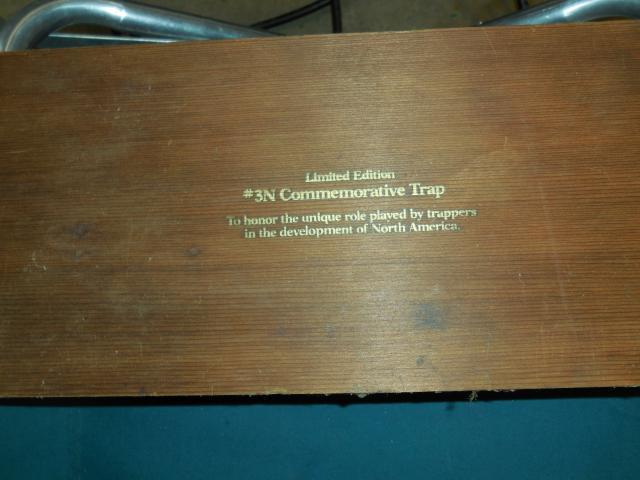 Limited Edition
#3N Commemorative Trap
To honor the unique role played by trappers
in the development of North America.